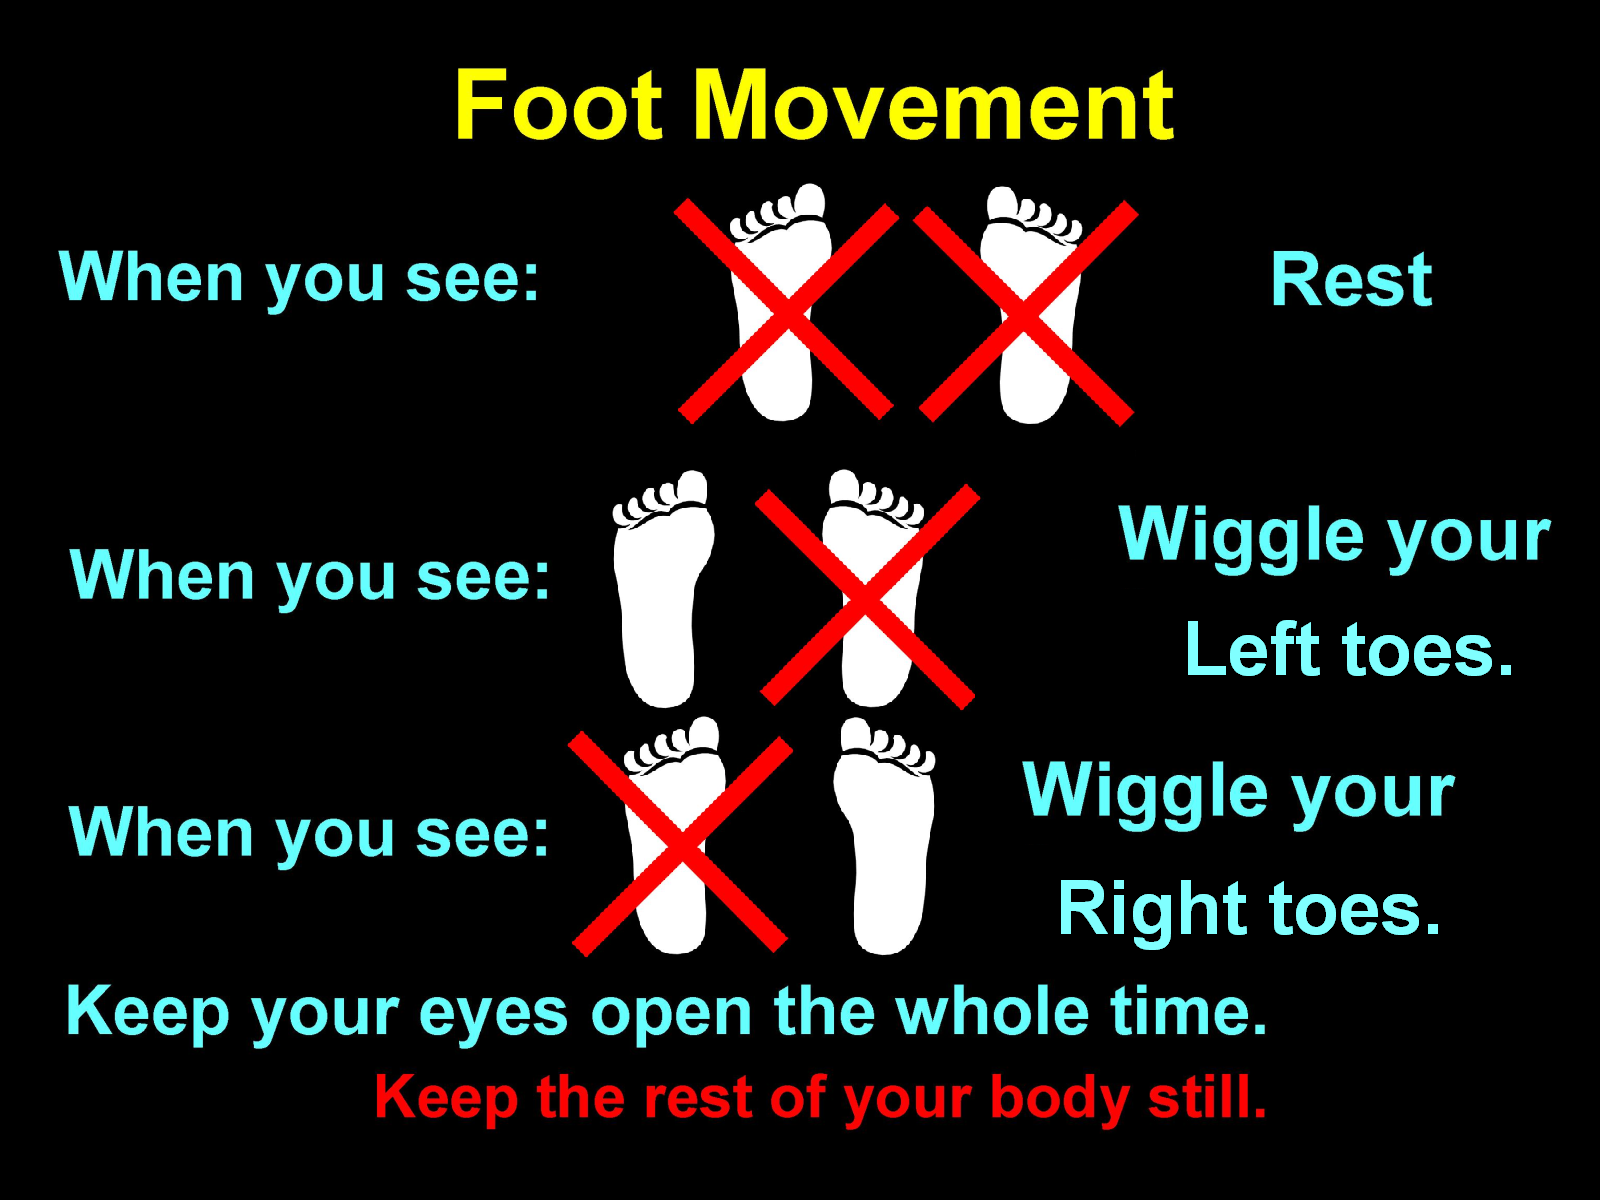 Foot Movement
When you see:
Rest
When you see:
Wiggle your
Left toes.
When you see:
Wiggle your
Right toes.
Keep your eyes open the whole time.
Keep the rest of your body still.